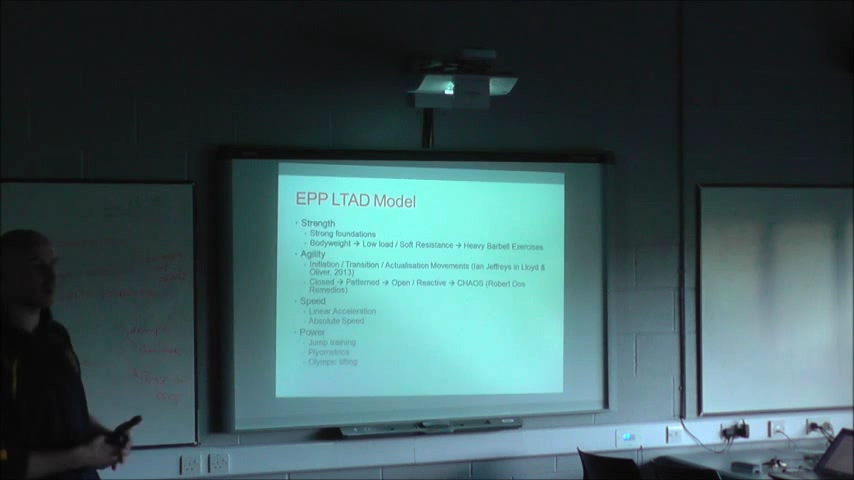 EPP LTAD Model
Strength
Strong foundations
Bodyweight → Low load / Soft Resistance → Heavy Barbell Exercises
Agility
Initiation / Transition / Actualisation Movements (Ian Jeffreys in Lloyd &
Oliver, 2013)
Closed → Patterned → Open / Reactive → CHAOS (Robert Dos
Remedios)
Speed
Linear Acceleration
Absolute Speed
Power
Jump training
Plyometrics
Olympic lifting